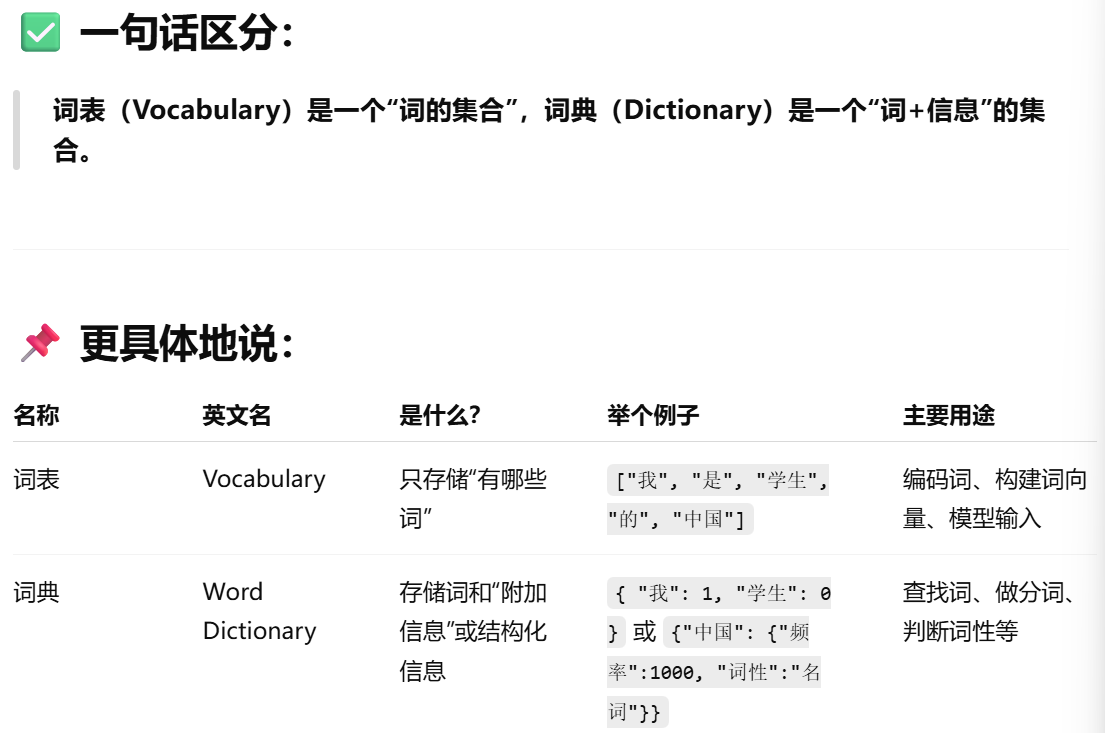 ✅ 一句话区分：
词表（Vocabulary）是一个“词的集合”，词典（Dictionary）是一个“词+信息”的集
合。
📌 更具体地说：
名称 英文名 是什么？ 举个例子 主要用途
词表 Vocabulary 只存储“有哪些 ["我", "是", "学生", 编码词、构建词向
词” "的", "中国"] 量、模型输入
词典 Word 存储词和“附加 { "我": 1, "学生": 0 查找词、做分词、
Dictionary 信息”或结构化 } 或 {"中国": {"频 判断词性等
信息 率":1000, "词性":"名
词"}}